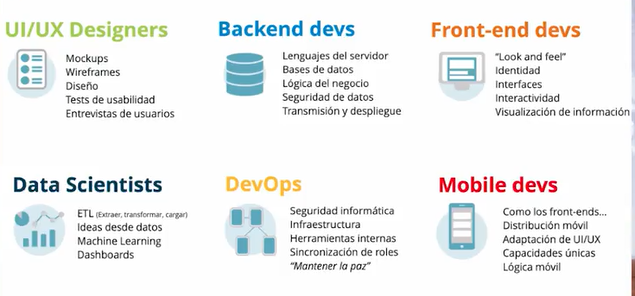 UI/UX Designers
Mockups
Wireframes
Diseño
Tests de usabilidad
Entrevistas de usuarios
Backend devs
Lenguajes del servidor
Bases de datos
Lógica del negocio
Seguridad de datos
Transmisión y despliegue
Front-end devs
“Look and feel”
Identidad
Interfaces
Interactividad
Visualización de información
Data Scientists
ETL (Extraer, transformar, cargar)
Ideas desde datos
Machine Learning
Dashboards
DevOps
Seguridad informática
Infraestructura
Herramientas internas
Sincronización de roles
“Mantener la paz”
Mobile devs
Como los front-ends...
Distribución móvil
Adaptación de UI/UX
Capacidades únicas
Lógica móvil